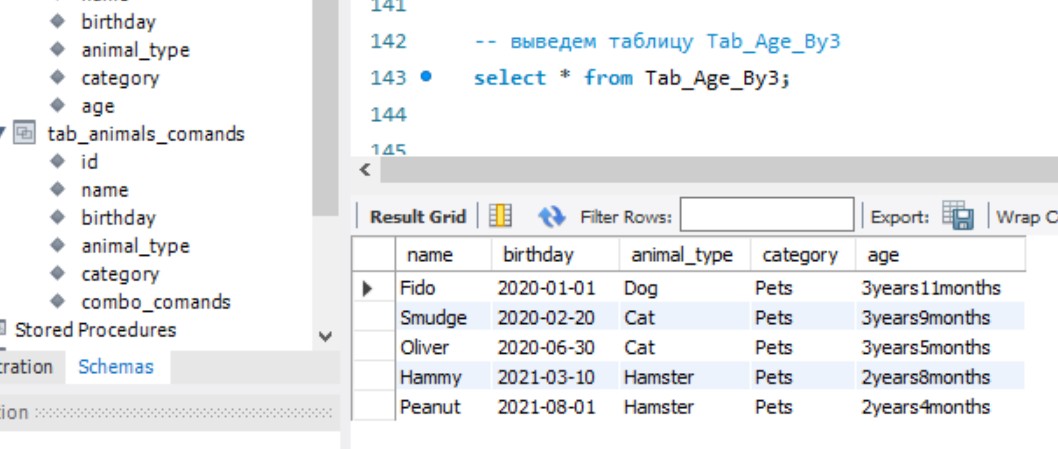 birthday
animal_type
category
age
tab_animals_comands
id
name
birthday
animal_type
category
combo_comands
Stored Procedures
Schemas
141
142 -- выведем таблицу Tab_Age_By3
143 select * from Tab_Age_By3;
144
145
Result Grid Filter Rows: Export: Wrap
name birthday animal_type category age
Fido 2020-01-01 Dog Pets 3years11months
Smudge 2020-02-20 Cat Pets 3years9months
Oliver 2020-06-30 Cat Pets 3years5months
Hammy 2021-03-10 Hamster Pets 2years8months
Peanut 2021-08-01 Hamster Pets 2years4months